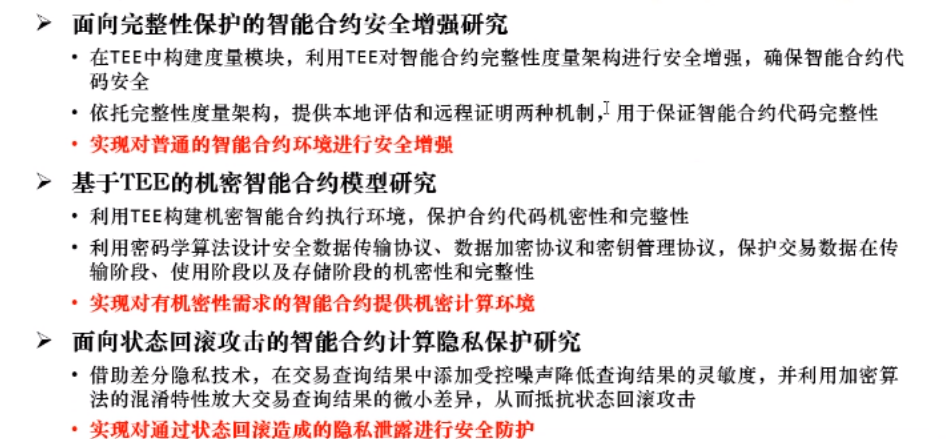 ➢ 面向完整性保护的智能合约安全增强研究
• 在TEE中构建度量模块，利用TEE对智能合约完整性度量架构进行安全增强，确保智能合约代
码安全
• 依托完整性度量架构，提供本地评估和远程证明两种机制，用于保证智能合约代码完整性
• 实现对普通的智能合约环境进行安全增强
➢ 基于TEE的机密智能合约模型研究
• 利用TEE构建机密智能合约执行环境，保护合约代码机密性和完整性
• 利用密码学算法设计安全数据传输协议、数据加密协议和密钥管理协议，保护交易数据在传
输阶段、使用阶段以及存储阶段的机密性和完整性
• 实现对有机密性需求的智能合约提供机密计算环境
➢ 面向状态回滚攻击的智能合约计算隐私保护研究
• 借助差分隐私技术，在交易查询结果中添加受控噪声降低查询结果的灵敏度，并利用加密算
法的混淆特性放大交易查询结果的微小差异，从而抵抗状态回滚攻击
• 实现对通过状态回滚造成的隐私泄露进行安全防护